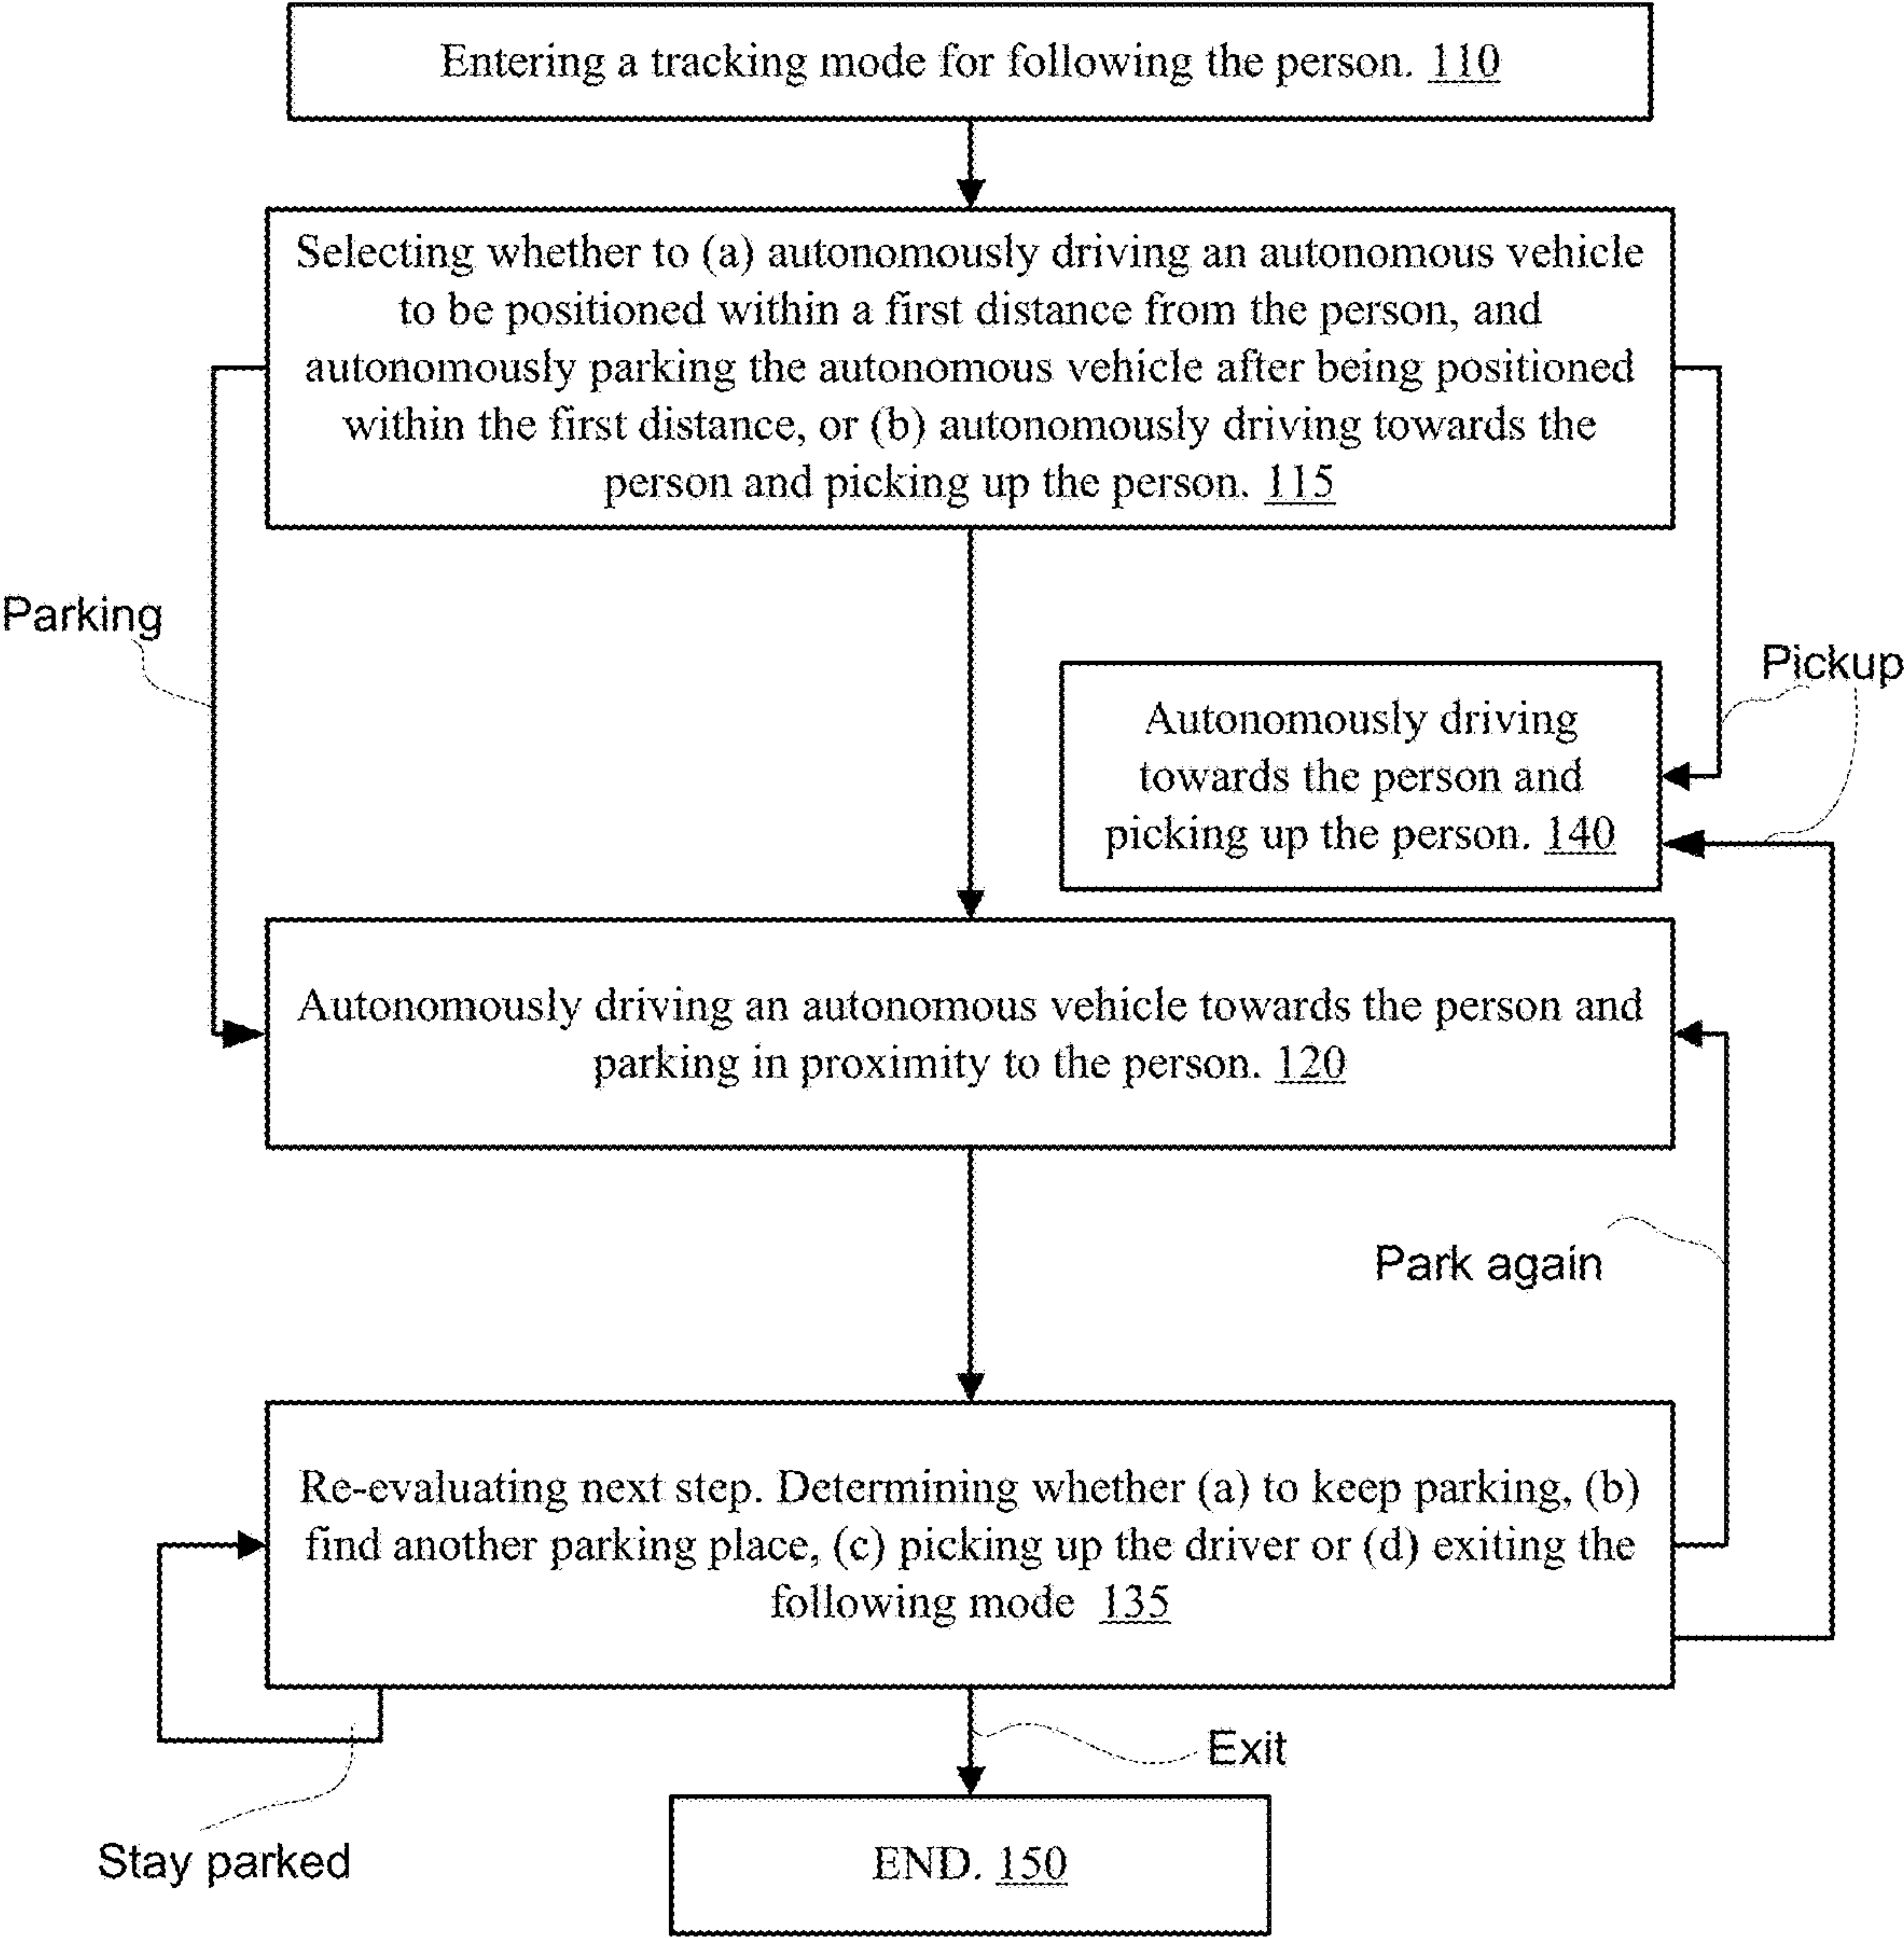 Entering a tracking mode for following the person. 110
Selecting whether to (a) autonomously driving an autonomous vehicle
to be positioned within a first distance from the person, and
autonomously parking the autonomous vehicle after being positioned
within the first distance, or (b) autonomously driving towards the
person and picking up the person. 115
Parking
Pickup
Autonomously driving
towards the person and
picking up the person. 140
Autonomously driving an autonomous vehicle towards the person and
parking in proximity to the person. 120
Park again
Re-evaluating next step. Determining whether (a) to keep parking, (b)
find another parking place, (c) picking up the driver or (d) exiting the
following mode 135
Exit
Stay parked
END. 150